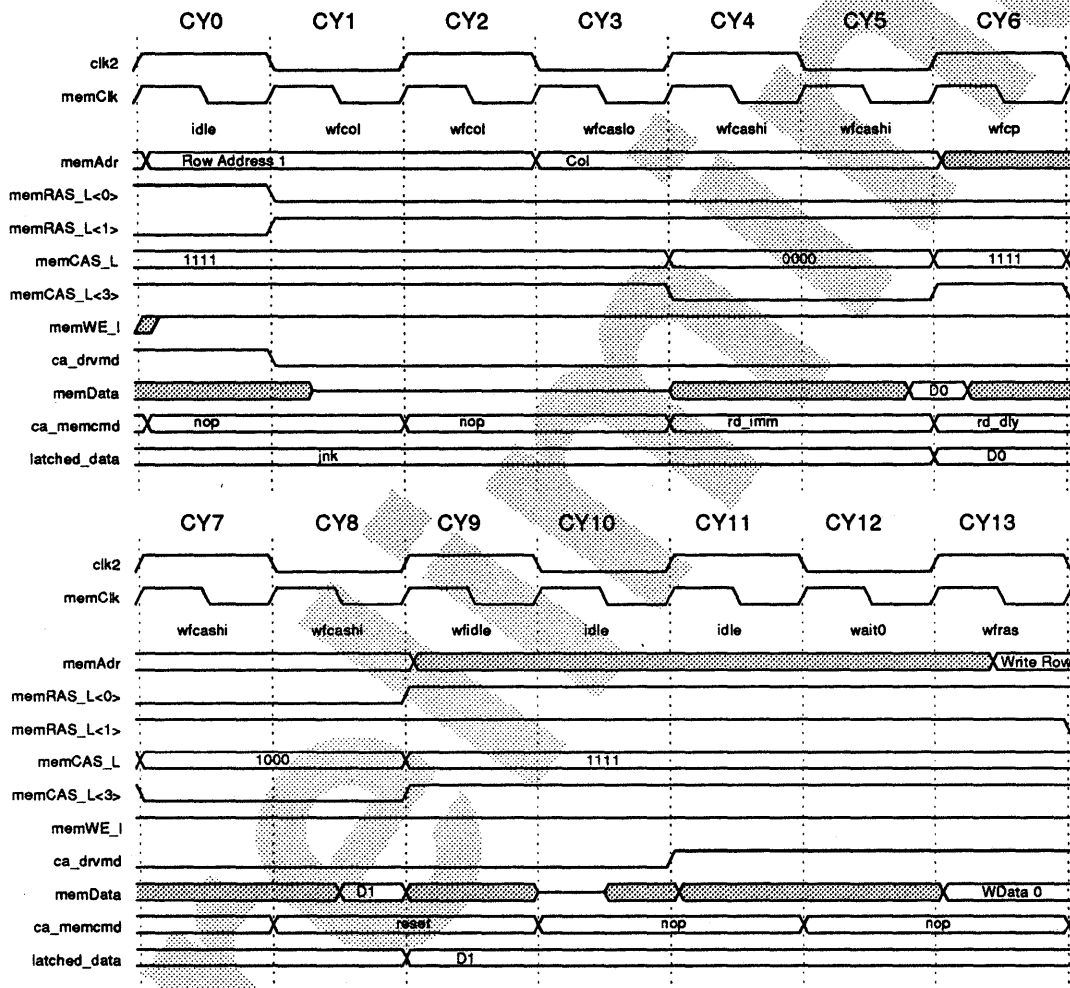 CY0 CY1 CY2 CY3 CY4 CY5 CY6
clk2
memClk
idle wfcol wfcol wfcaslo wfcashi wfcashi wfcp
memAdr Row Address 1 Col
memRAS_L<0>
memRAS_L<1>
memCAS_L 1111 0000 1111
memCAS_L<3>
memWE_l
ca_drvmd
memData D0
ca_memcmd nop nop rd_imm rd_dly
latched_data jnk D0
CY7 CY8 CY9 CY10 CY11 CY12 CY13
clk2
memClk
wfcashi wfcashi wfidle idle idle wait0 wfras
memAdr Write Row
memRAS_L<0>
memRAS_L<1>
memCAS_L 1000 1111
memCAS_L<3>
memWE_l
ca_drvmd
memData D1 WData 0
ca_memcmd reset nop nop
latched_data D1